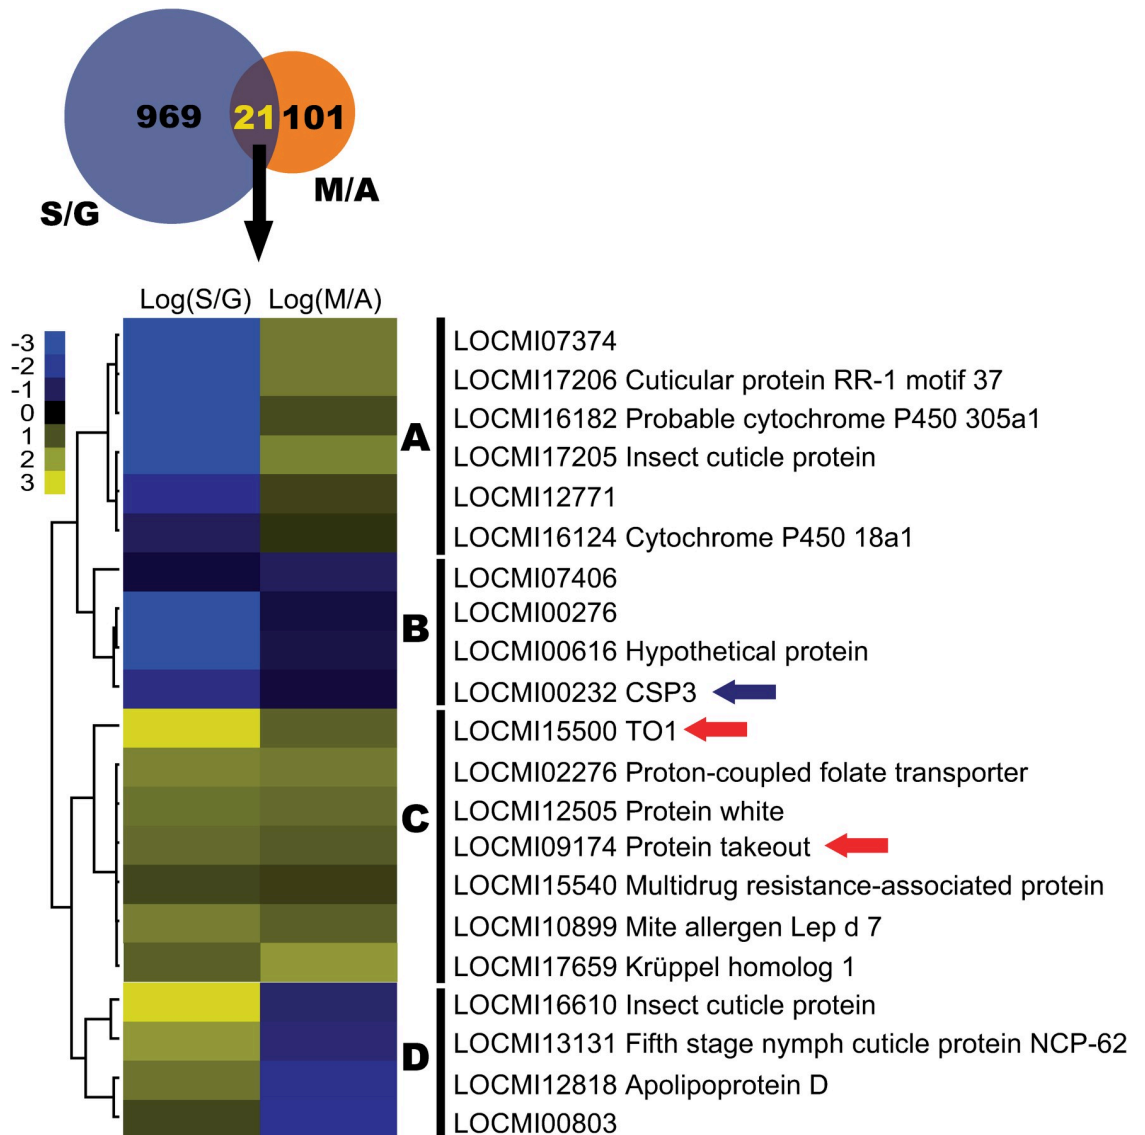 969
21
101
S/G
M/A
Log(S/G) Log(M/A)
-3
-2
-1
0
1
2
3
A
LOCMI07374
LOCMI17206 Cuticular protein RR-1 motif 37
LOCMI16182 Probable cytochrome P450 305a1
LOCMI17205 Insect cuticle protein
LOCMI12771
LOCMI16124 Cytochrome P450 18a1
B
LOCMI07406
LOCMI00276
LOCMI00616 Hypothetical protein
LOCMI00232 CSP3
C
LOCMI15500 TO1
LOCMI02276 Proton-coupled folate transporter
LOCMI12505 Protein white
LOCMI09174 Protein takeout
LOCMI15540 Multidrug resistance-associated protein
LOCMI10899 Mite allergen Lep d 7
LOCMI17659 Krüppel homolog 1
D
LOCMI16610 Insect cuticle protein
LOCMI13131 Fifth stage nymph cuticle protein NCP-62
LOCMI12818 Apolipoprotein D
LOCMI00803